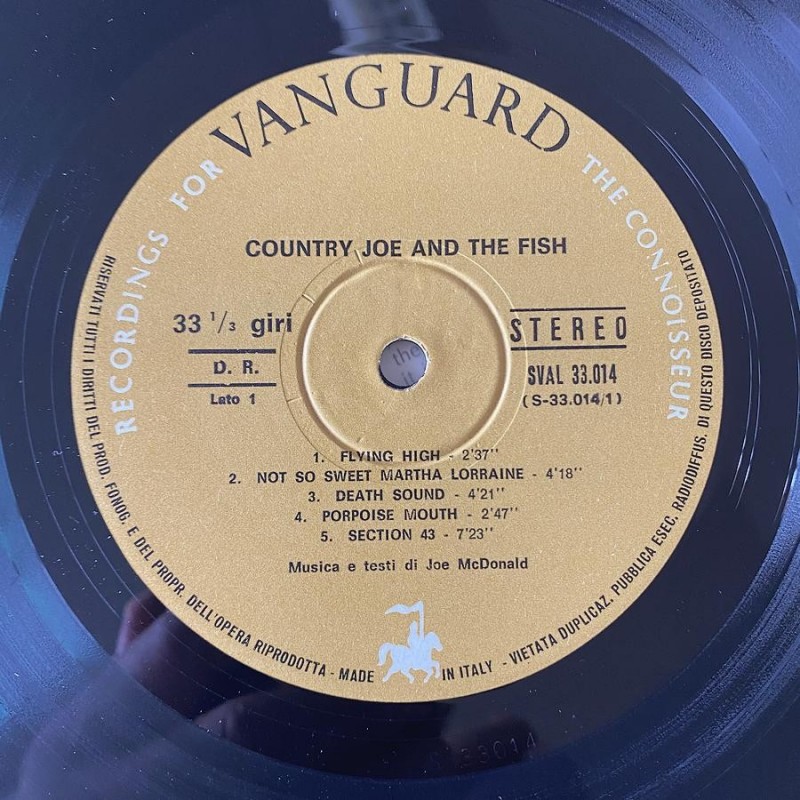 VANGUARD
RECORDINGS FOR THE CONNOISSEUR
COUNTRY JOE AND THE FISH
33 1/3 giri
STEREO
D. R.
SVAL 33.014
Lato 1
(S-33.014/1)
the
1. FLYING HIGH - 2'37''
2. NOT SO SWEET MARTHA LORRAINE - 4'18''
3. DEATH SOUND - 4'21''
4. PORPOISE MOUTH - 2'47''
5. SECTION 43 - 7'23''
Musica e testi di Joe McDonald
RISERVATI TUTTI I DIRITTI DEL PROD. FONOG. E DEL PROPR. DELL'OPERA RIPRODOTTA - MADE IN ITALY - VIETATA DUPLICAZ. PUBBLICA ESEC. RADIODIFFUS. DI QUESTO DISCO DEPOSITATO
33014